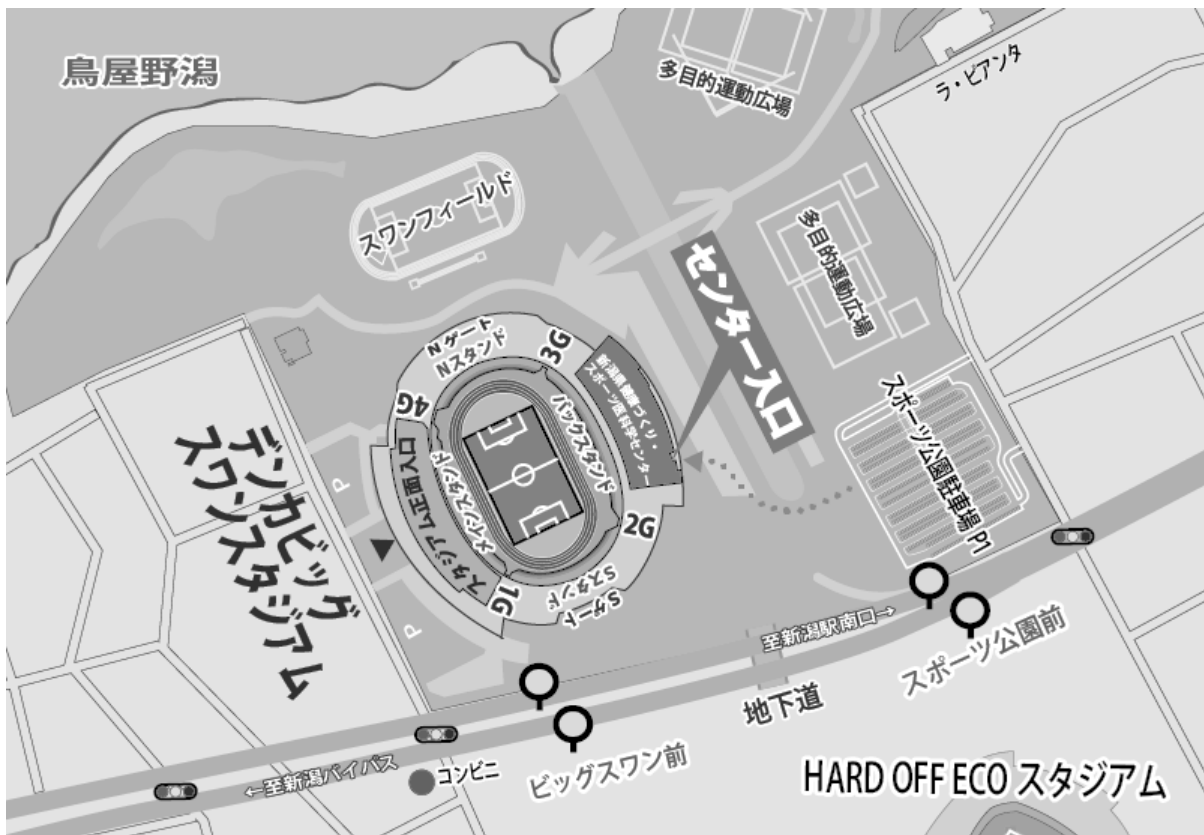 鳥屋野潟
多目的運動広場
ラ・ピアンタ
スワンフィールド
多目的運動広場
センター入口
Nゲート
Nスタンド
3G
新潟県健康づくり・
スポーツ医科学センター
4G
バックスタンド
スタジアム正面入口
メインスタンド
2G
Sスタンド
Sゲート
1G
P
P
デンカビッグ
スワンスタジアム
スポーツ公園駐車場 P1
至新潟駅南口→
スポーツ公園前
地下道
←至新潟バイパス
コンビニ
ビッグスワン前
HARD OFF ECO スタジアム